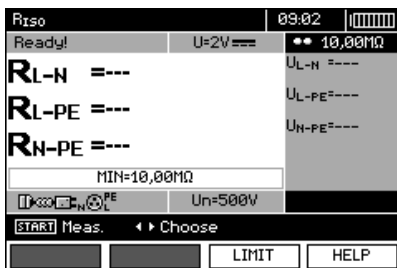 RISO 09:02
Ready! U=2V ●● 10,00MΩ
RL-N =---
RL-PE =---
RN-PE =---
UL-N =---
UL-PE=---
UN-PE=---
MIN=10,00MΩ
N PE L Un=500V
START Meas. ◂ ▸ Choose
LIMIT HELP